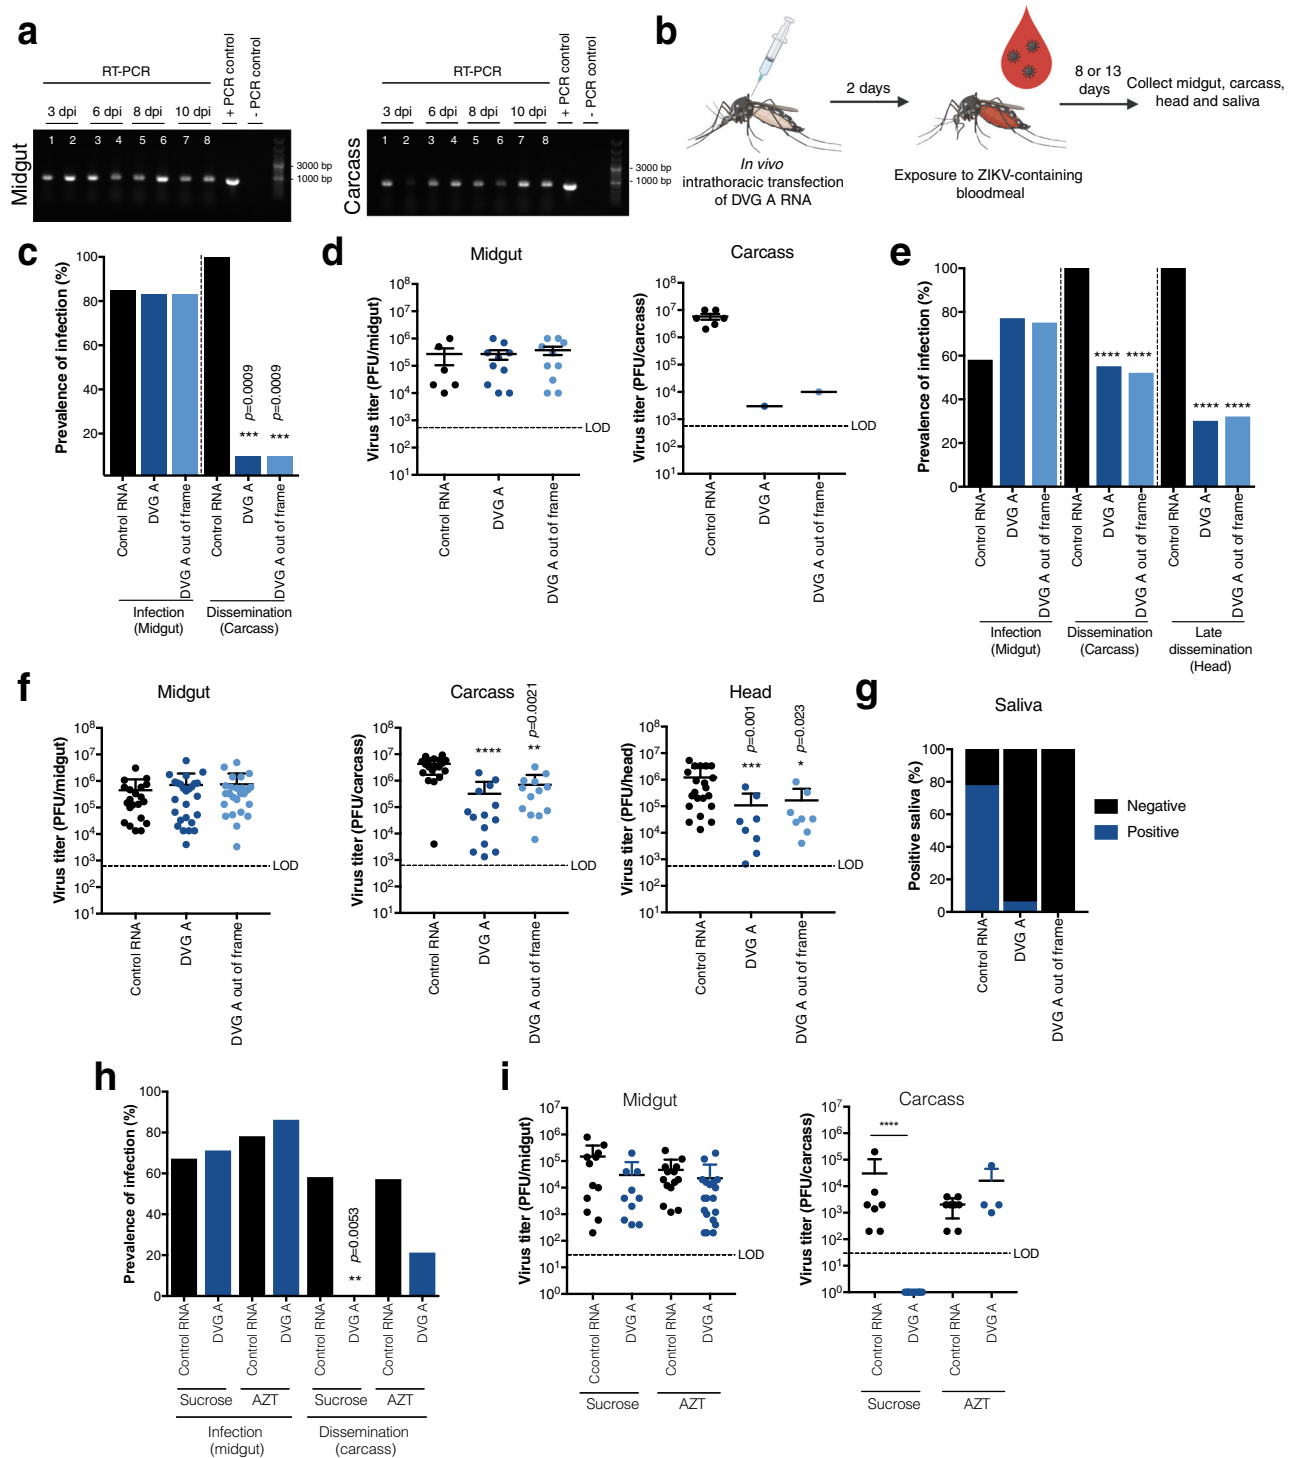 a
RT-PCR
+ PCR control
- PCR control
3 dpi
6 dpi
8 dpi
10 dpi
1 2 3 4 5 6 7 8
Midgut
- 3000 bp
- 1000 bp
RT-PCR
+ PCR control
- PCR control
3 dpi
6 dpi
8 dpi
10 dpi
1 2 3 4 5 6 7 8
Carcass
- 3000 bp
- 1000 bp
b
2 days
8 or 13
days
Collect midgut, carcass,
head and saliva
In vivo
intrathoracic transfection
of DVG A RNA
Exposure to ZIKV-containing
bloodmeal
c
Prevalence of infection (%)
100
80
60
40
20
p=0.0009
***
p=0.0009
***
Control RNA
DVG A
DVG A out of frame
Control RNA
DVG A
DVG A out of frame
Infection
(Midgut)
Dissemination
(Carcass)
d
Midgut
Virus titer (PFU/midgut)
10⁸
10⁷
10⁶
10⁵
10⁴
10³
10²
10¹
LOD
Control RNA
DVG A
DVG A out of frame
Carcass
Virus titer (PFU/carcass)
10⁸
10⁷
10⁶
10⁵
10⁴
10³
10²
10¹
LOD
Control RNA
DVG A
DVG A out of frame
e
Prevalence of infection (%)
100
80
60
40
20
0
**** ****
**** ****
Control RNA
DVG A
DVG A out of frame
Control RNA
DVG A
DVG A out of frame
Control RNA
DVG A
DVG A out of frame
Infection
(Midgut)
Dissemination
(Carcass)
Late
dissemination
(Head)
f
Midgut
Virus titer (PFU/midgut)
10⁸
10⁷
10⁶
10⁵
10⁴
10³
10²
10¹
LOD
Control RNA
DVG A
DVG A out of frame
Carcass
Virus titer (PFU/carcass)
10⁸
10⁷
10⁶
10⁵
10⁴
10³
10²
10¹
****
p=0.0021
**
LOD
Control RNA
DVG A
DVG A out of frame
Head
Virus titer (PFU/head)
10⁸
10⁷
10⁶
10⁵
10⁴
10³
10²
10¹
p=0.001
***
p=0.023
*
LOD
Control RNA
DVG A
DVG A out of frame
g
Saliva
Positive saliva (%)
100
80
60
40
20
0
Control RNA
DVG A
DVG A out of frame
Negative
Positive
h
Prevalence of infection (%)
100
80
60
40
20
0
p=0.0053
**
Control RNA
DVG A
Control RNA
DVG A
Control RNA
DVG A
Control RNA
DVG A
Sucrose
AZT
Sucrose
AZT
Infection
(midgut)
Dissemination
(carcass)
i
Midgut
Virus titer (PFU/midgut)
10⁷
10⁶
10⁵
10⁴
10³
10²
10¹
10⁰
LOD
Ccontrol RNA
DVG A
Control RNA
DVG A
Sucrose
AZT
Carcass
Virus titer (PFU/carcass)
10⁷
10⁶
10⁵
10⁴
10³
10²
10¹
10⁰
****
LOD
Control RNA
DVG A
Control RNA
DVG A
Sucrose
AZT